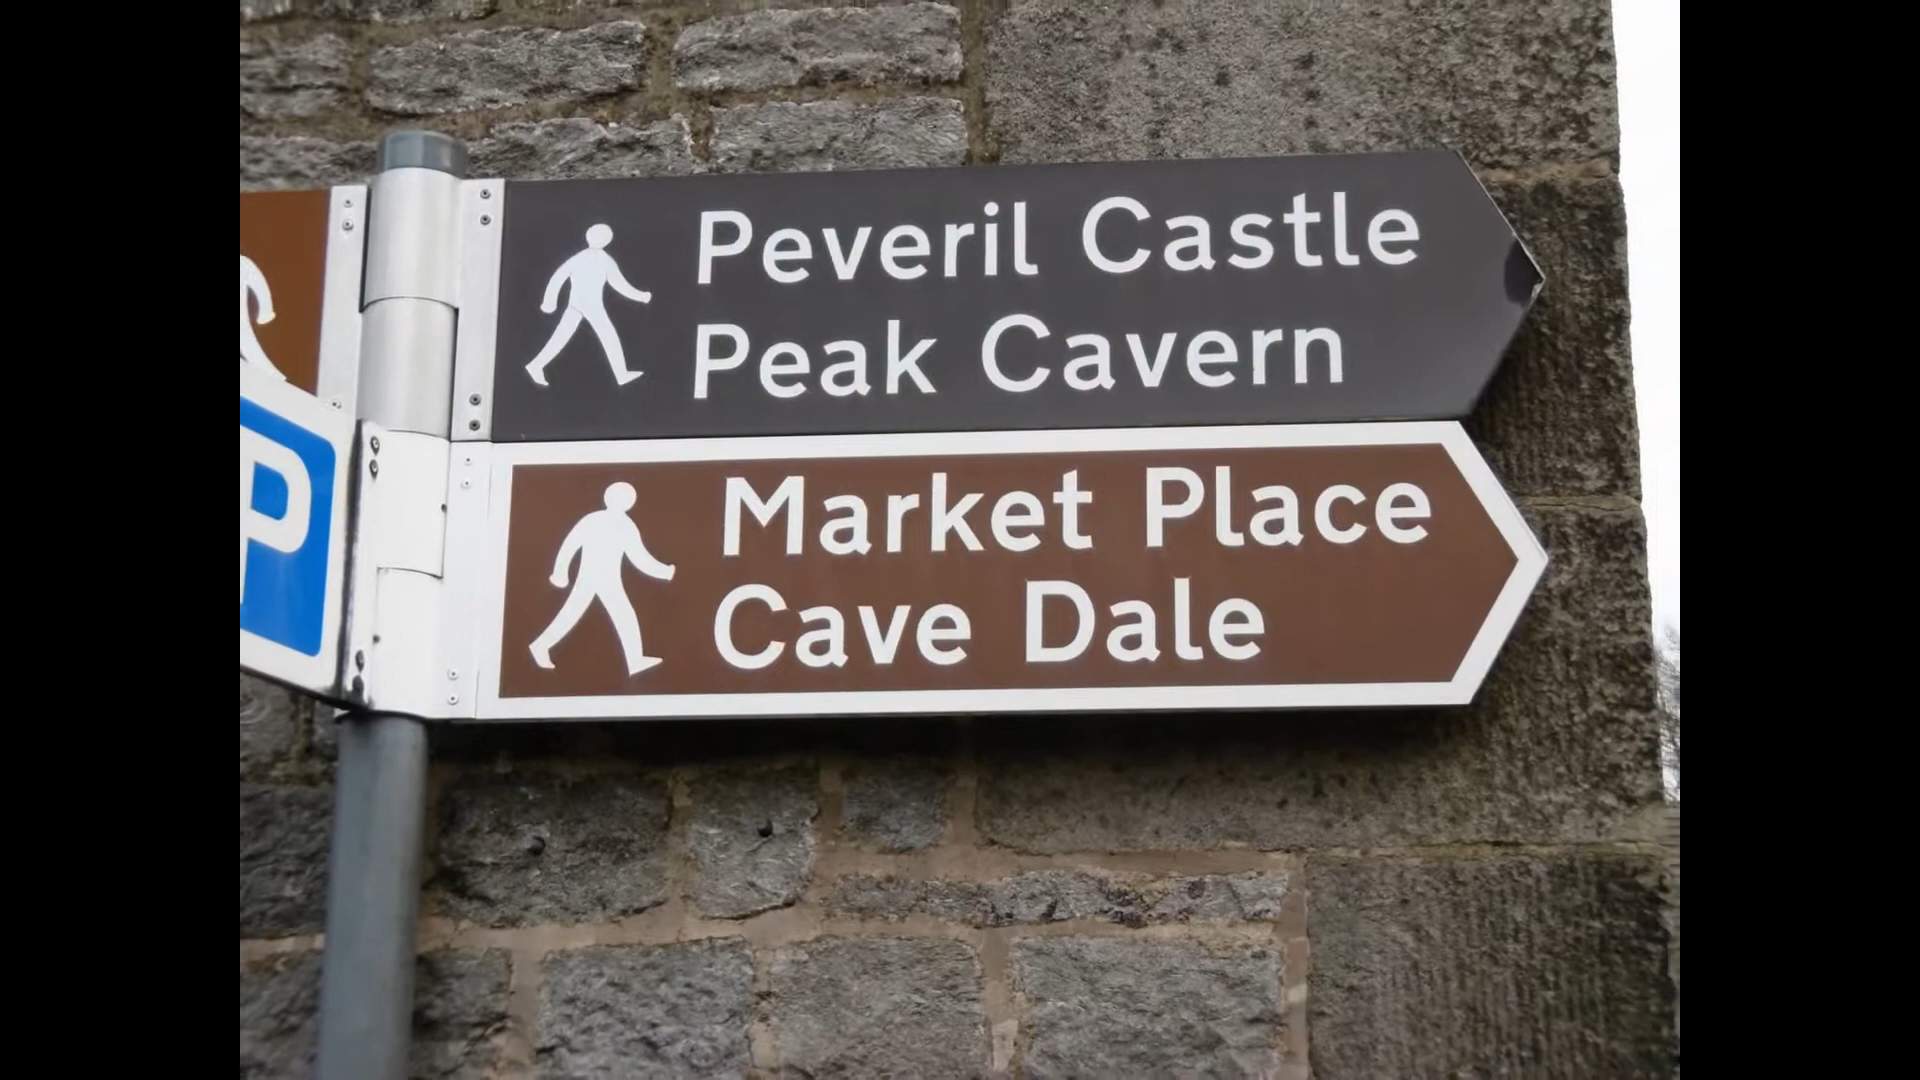 Peveril Castle
Peak Cavern
Market Place
Cave Dale
P